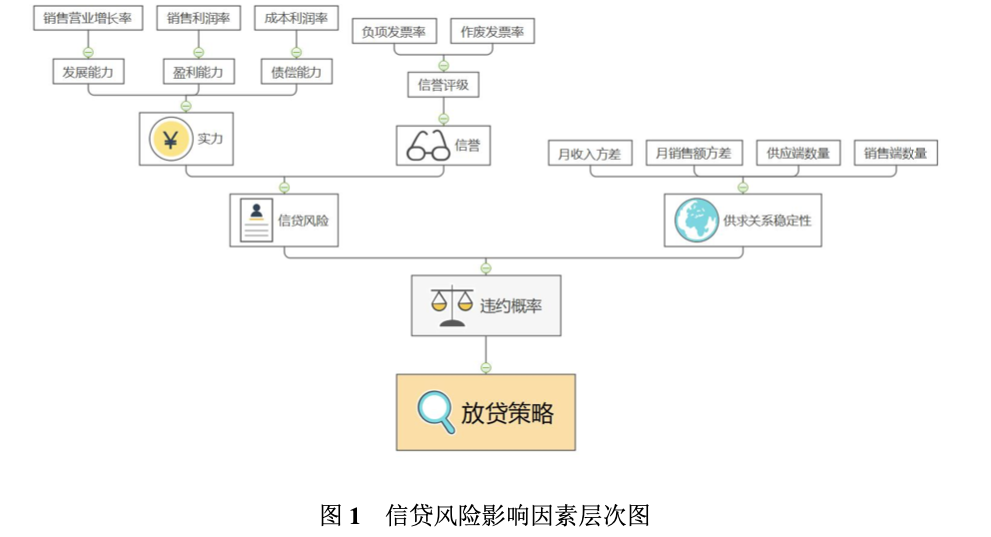 销售营业增长率
销售利润率
成本利润率
负项发票率
作废发票率
发展能力
盈利能力
债偿能力
信誉评级
¥
实力
信誉
月收入方差
月销售额方差
供应端数量
销售端数量
信贷风险
供求关系稳定性
违约概率
放贷策略
图 1 信贷风险影响因素层次图